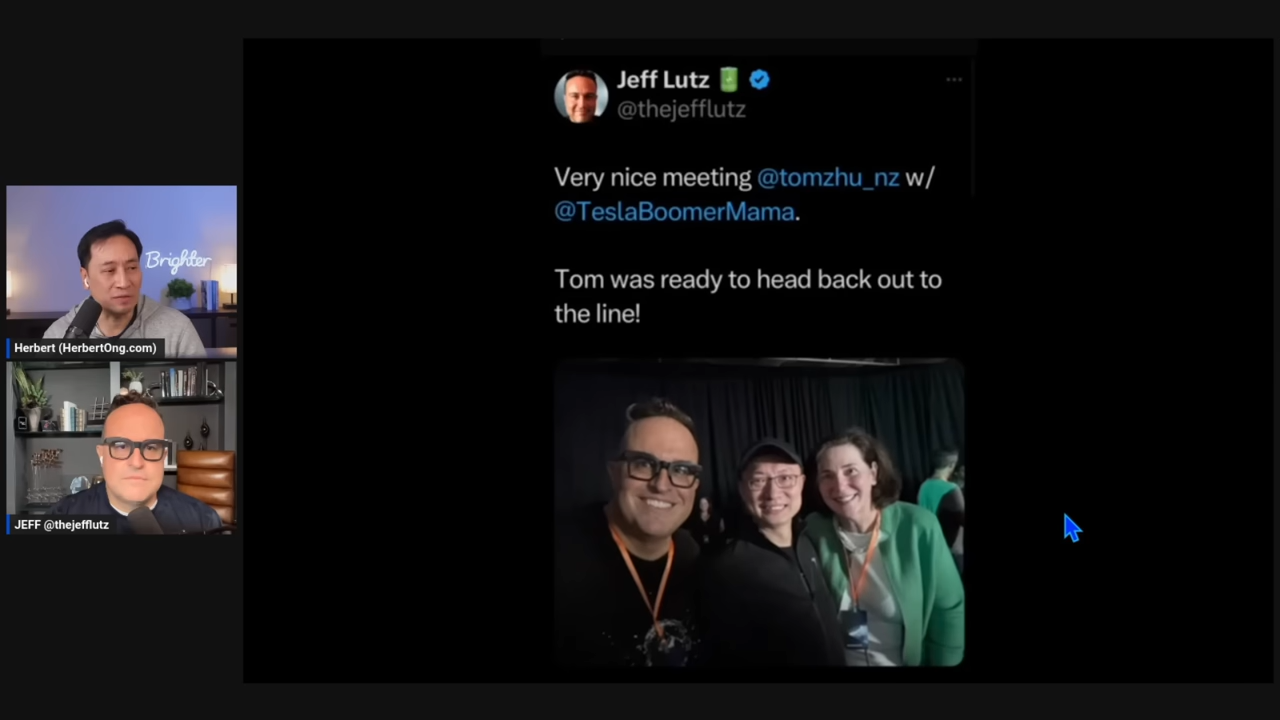 Jeff Lutz
@thejefflutz
Very nice meeting @tomzhu_nz w/
@TeslaBoomerMama.
Tom was ready to head back out to
the line!
Brighter
Herbert (HerbertOng.com)
JEFF @thejefflutz